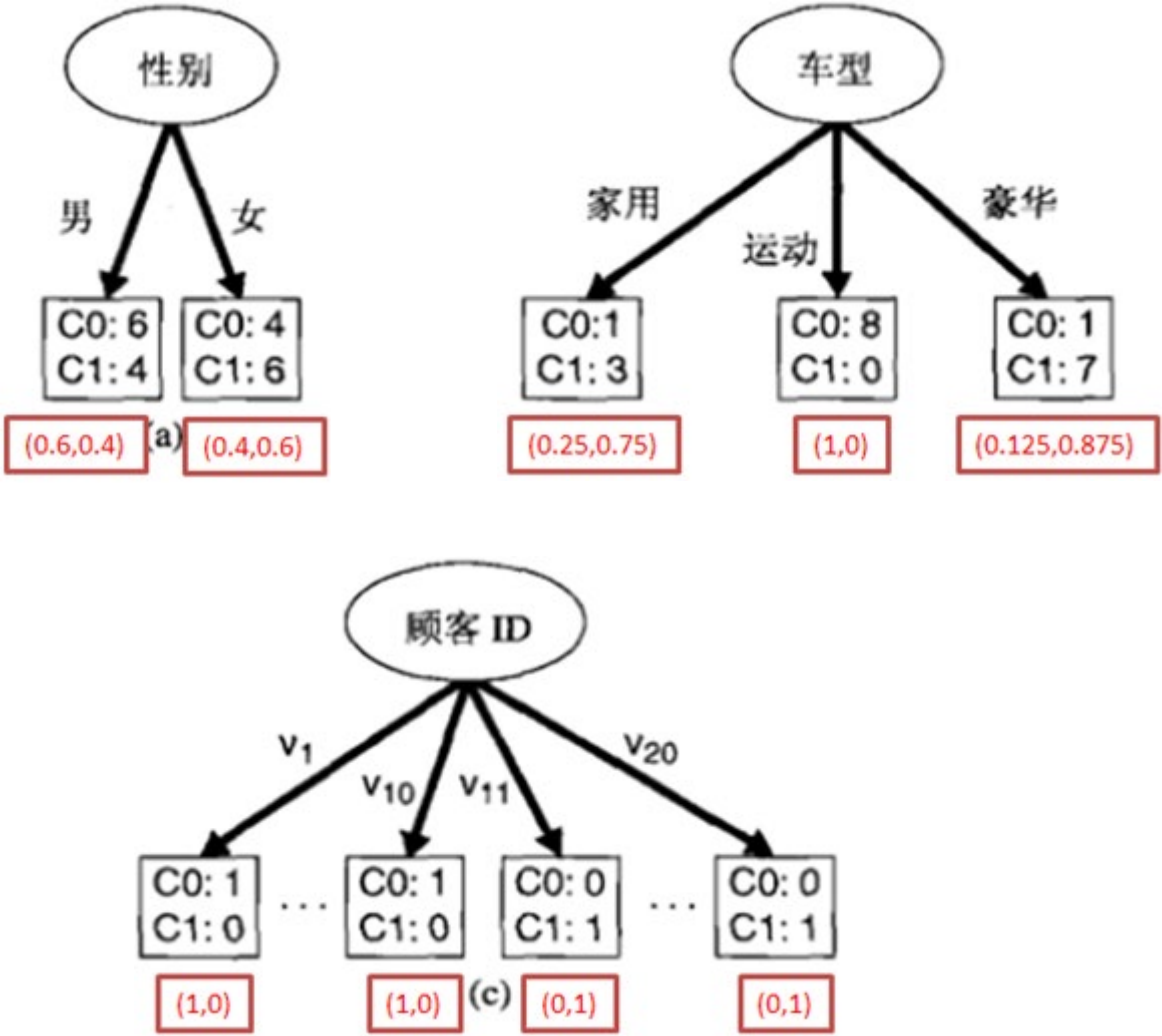 性别
车型
男
女
家用
运动
豪华
C0: 6
C1: 4
C0: 4
C1: 6
C0:1
C1: 3
C0: 8
C1: 0
C0: 1
C1: 7
(0.6,0.4)
(a)
(0.4,0.6)
(0.25,0.75)
(1,0)
(0.125,0.875)
顾客 ID
v1
v10
v11
v20
C0: 1
C1: 0
...
C0: 1
C1: 0
C0: 0
C1: 1
...
C0: 0
C1: 1
(1,0)
(1,0)
(c)
(0,1)
(0,1)